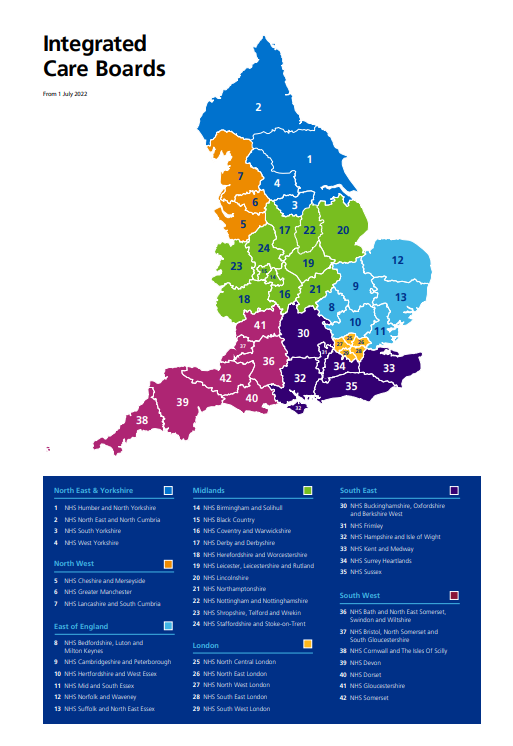 Integrated
Care Boards
From 1 July 2022
2
1
7
4
6
3
5
17
22
20
24
19
23
12
9
21
16
18
8
13
41
30
10
11
27
26
28
37
36
34
33
42
32
35
40
39
38
32
North East & Yorkshire
1 NHS Humber and North Yorkshire
2 NHS North East and North Cumbria
3 NHS South Yorkshire
4 NHS West Yorkshire
North West
5 NHS Cheshire and Merseyside
6 NHS Greater Manchester
7 NHS Lancashire and South Cumbria
East of England
8 NHS Bedfordshire, Luton and
Milton Keynes
9 NHS Cambridgeshire and Peterborough
10 NHS Hertfordshire and West Essex
11 NHS Mid and South Essex
12 NHS Norfolk and Waveney
13 NHS Suffolk and North East Essex
Midlands
14 NHS Birmingham and Solihull
15 NHS Black Country
16 NHS Coventry and Warwickshire
17 NHS Derby and Derbyshire
18 NHS Herefordshire and Worcestershire
19 NHS Leicester, Leicestershire and Rutland
20 NHS Lincolnshire
21 NHS Northamptonshire
22 NHS Nottingham and Nottinghamshire
23 NHS Shropshire, Telford and Wrekin
24 NHS Staffordshire and Stoke-on-Trent
London
25 NHS North Central London
26 NHS North East London
27 NHS North West London
28 NHS South East London
29 NHS South West London
South East
30 NHS Buckinghamshire, Oxfordshire
and Berkshire West
31 NHS Frimley
32 NHS Hampshire and Isle of Wight
33 NHS Kent and Medway
34 NHS Surrey Heartlands
35 NHS Sussex
South West
36 NHS Bath and North East Somerset,
Swindon and Wiltshire
37 NHS Bristol, North Somerset and
South Gloucestershire
38 NHS Cornwall and The Isles Of Scilly
39 NHS Devon
40 NHS Dorset
41 NHS Gloucestershire
42 NHS Somerset